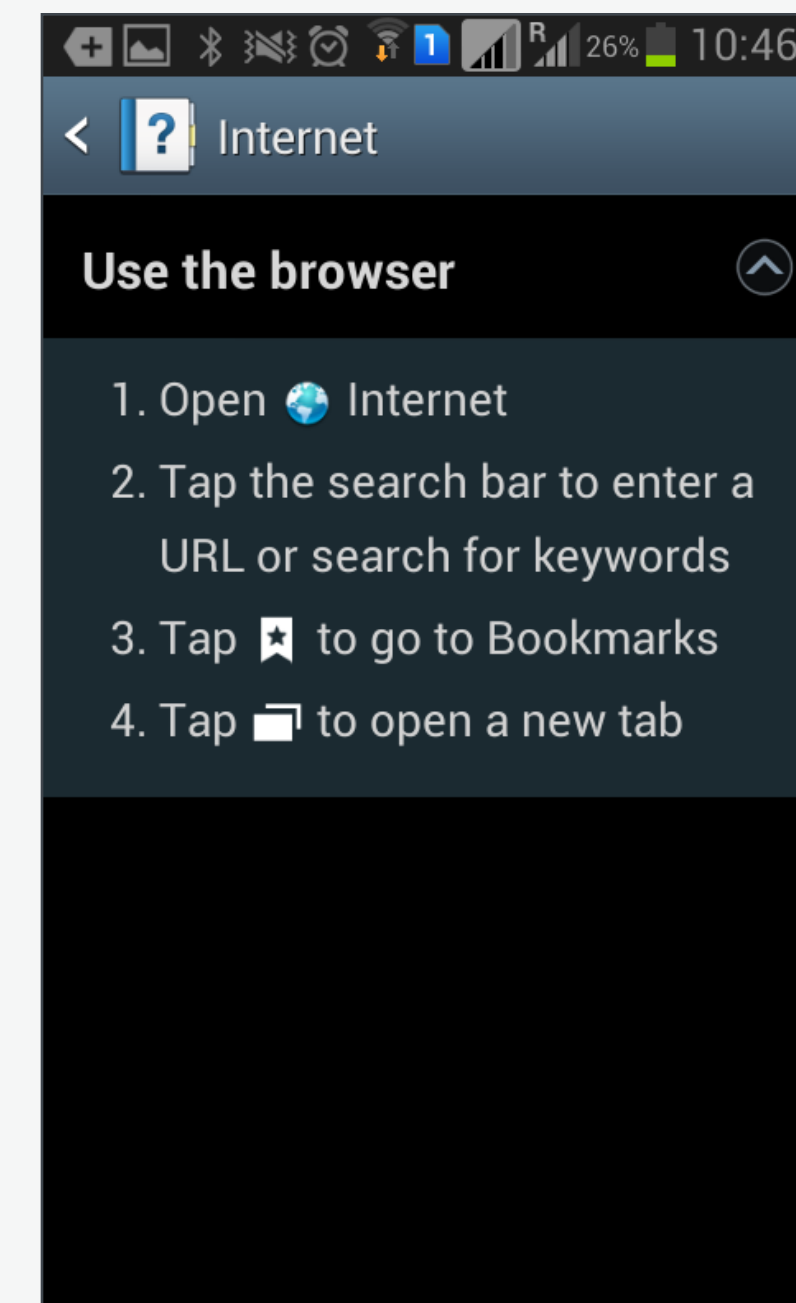 1 R 26% 10:46
Internet
Use the browser
1. Open Internet
2. Tap the search bar to enter a
URL or search for keywords
3. Tap to go to Bookmarks
4. Tap to open a new tab